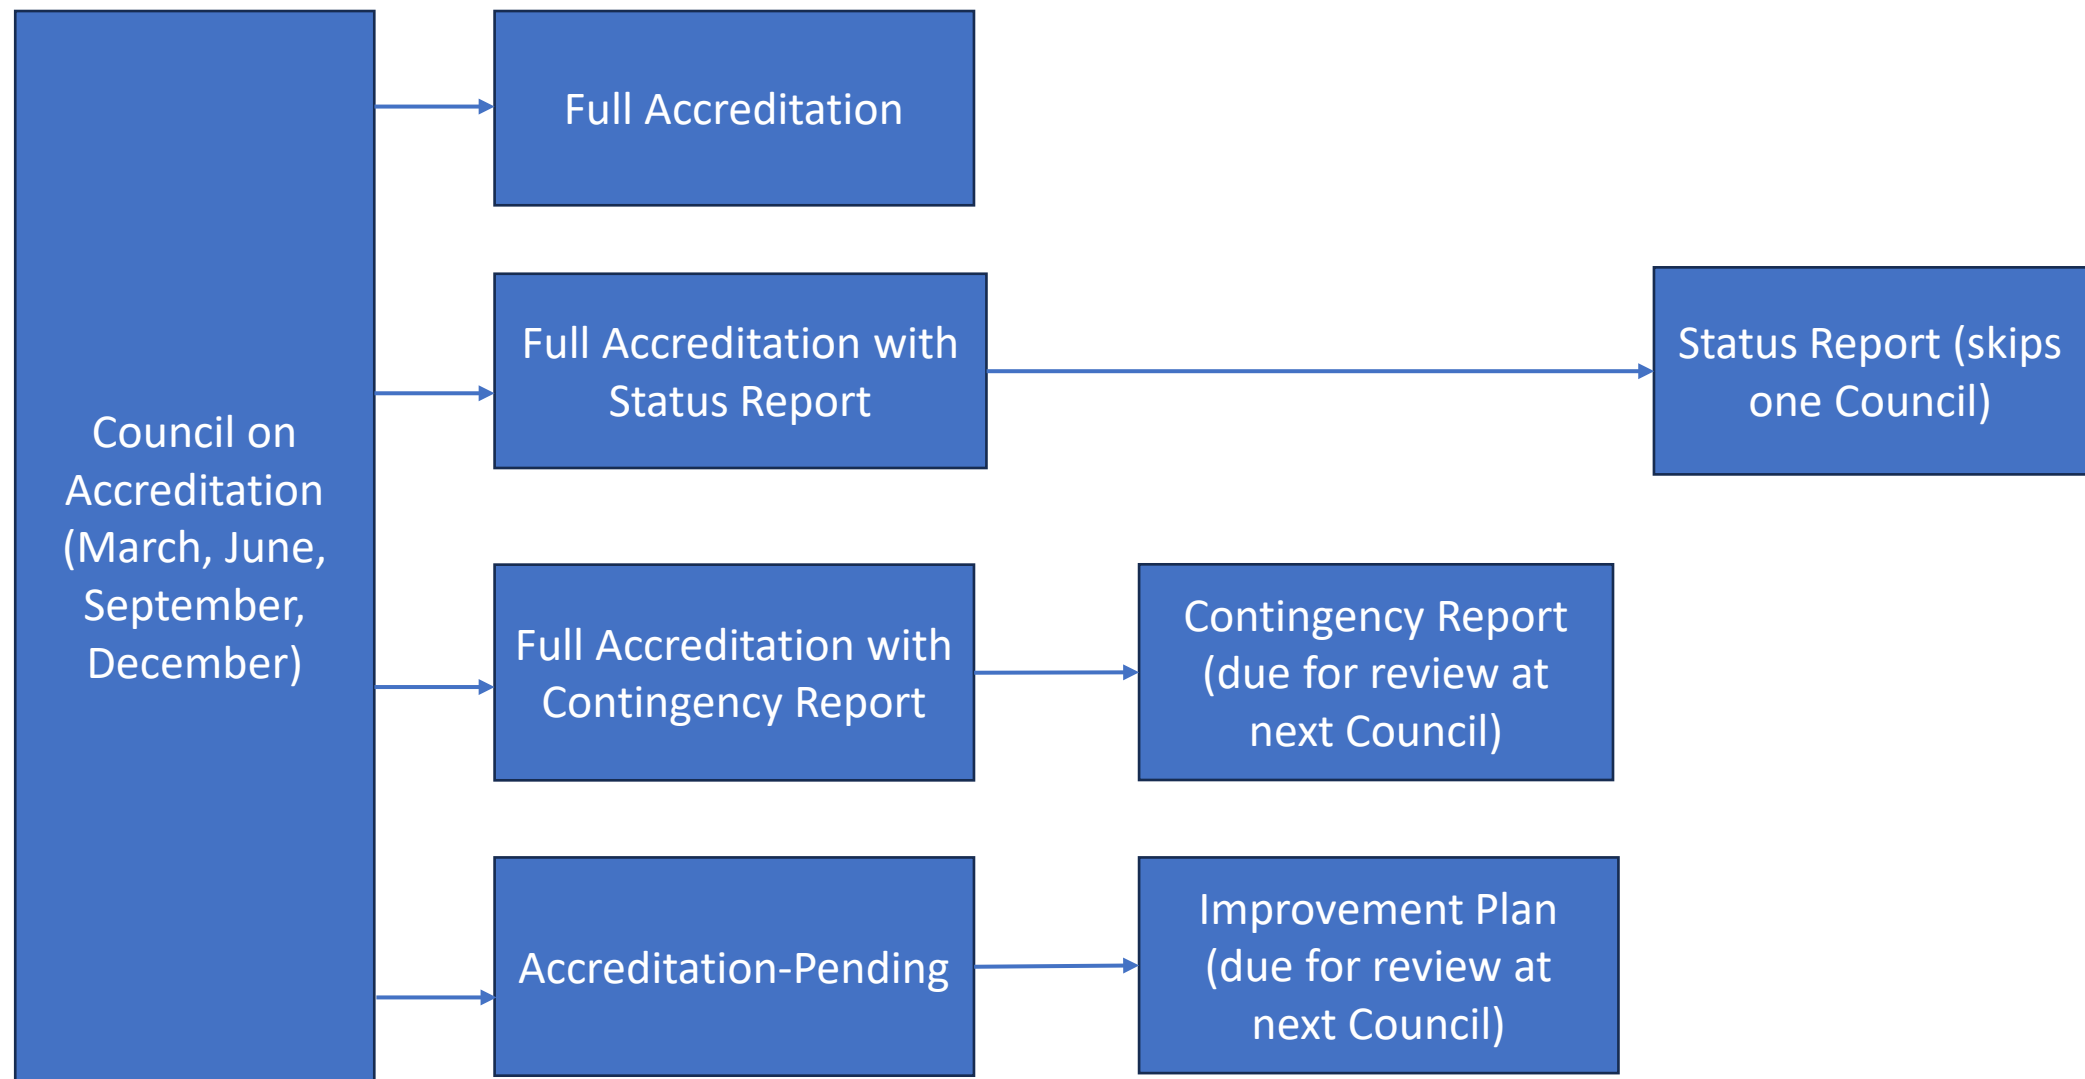 Council on
Accreditation
(March, June,
September,
December)
Full Accreditation
Full Accreditation with
Status Report
Status Report (skips
one Council)
Full Accreditation with
Contingency Report
Contingency Report
(due for review at
next Council)
Accreditation-Pending
Improvement Plan
(due for review at
next Council)